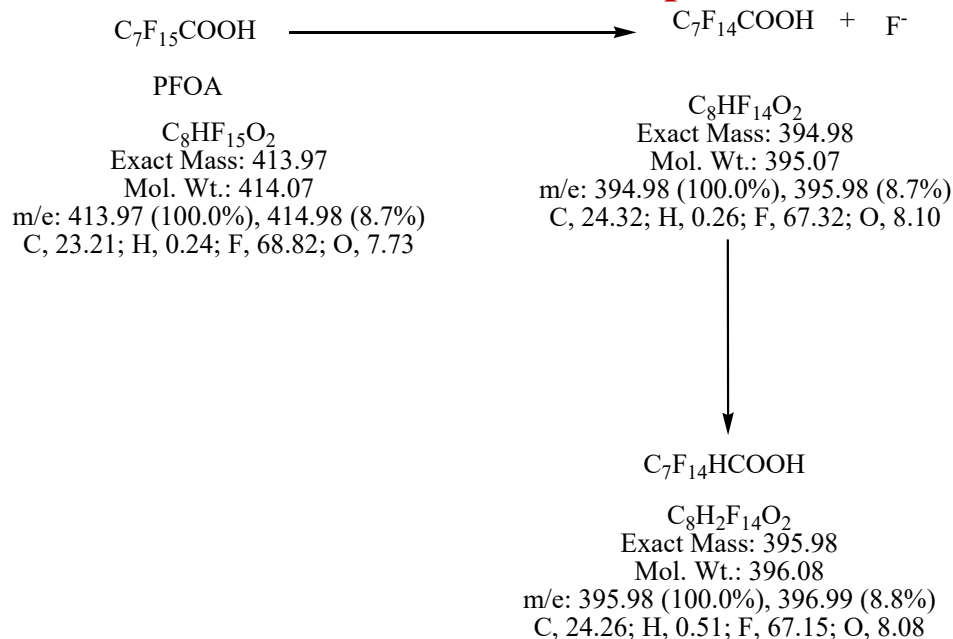 C₇F₁₅COOH
C₇F₁₄COOH + F⁻
PFOA
C₈HF₁₅O₂
Exact Mass: 413.97
Mol. Wt.: 414.07
m/e: 413.97 (100.0%), 414.98 (8.7%)
C, 23.21; H, 0.24; F, 68.82; O, 7.73
C₈HF₁₄O₂
Exact Mass: 394.98
Mol. Wt.: 395.07
m/e: 394.98 (100.0%), 395.98 (8.7%)
C, 24.32; H, 0.26; F, 67.32; O, 8.10
C₇F₁₄HCOOH
C₈H₂F₁₄O₂
Exact Mass: 395.98
Mol. Wt.: 396.08
m/e: 395.98 (100.0%), 396.99 (8.8%)
C, 24.26; H, 0.51; F, 67.15; O, 8.08